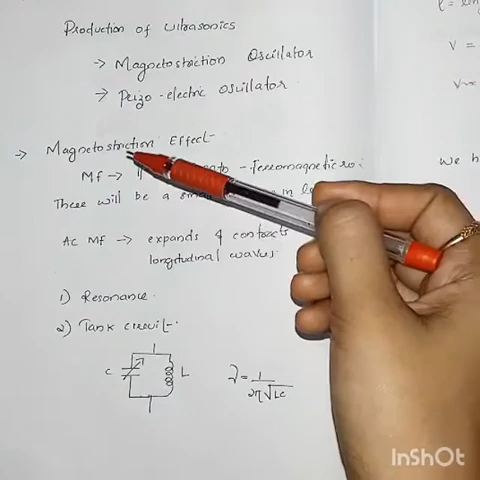 Production of Ultrasonics
→ Magnetostriction Oscillator
→ Peizo-electric Oscillator
→ Magnetostriction Effect-
Mf → - ferromagnetic ro
There will be a in
AC Mf → expands & contracts
longitudinal waves.
1) Resonance.
2) Tank circuit-
C L
ν = 1 / 2π√LC
V =
We h
InShOt